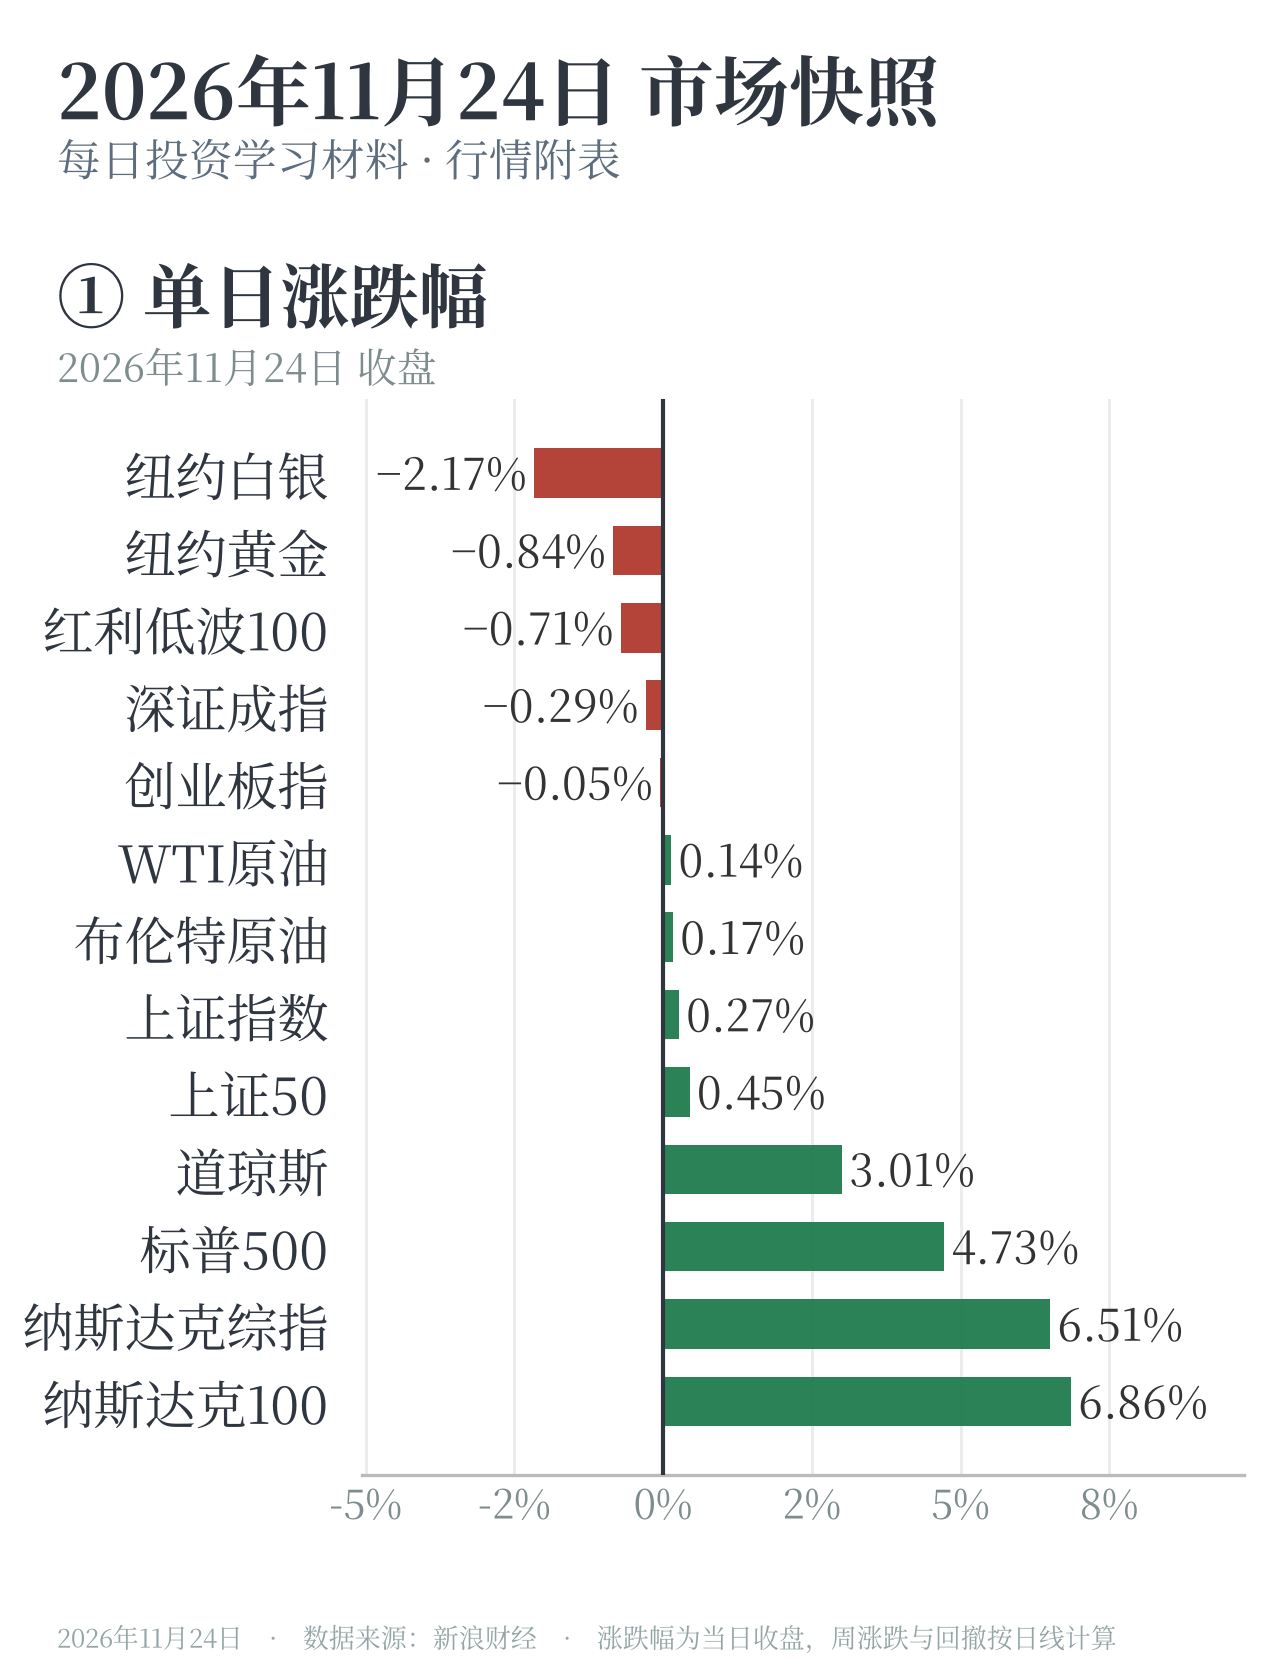 2026年11月24日 市场快照
每日投资学习材料 · 行情附表
① 单日涨跌幅
2026年11月24日 收盘
纽约白银 −2.17%
纽约黄金 −0.84%
红利低波100 −0.71%
深证成指 −0.29%
创业板指 −0.05%
WTI原油 0.14%
布伦特原油 0.17%
上证指数 0.27%
上证50 0.45%
道琼斯 3.01%
标普500 4.73%
纳斯达克综指 6.51%
纳斯达克100 6.86%
-5% -2% 0% 2% 5% 8%
2026年11月24日 · 数据来源：新浪财经 · 涨跌幅为当日收盘，周涨跌与回撤按日线计算